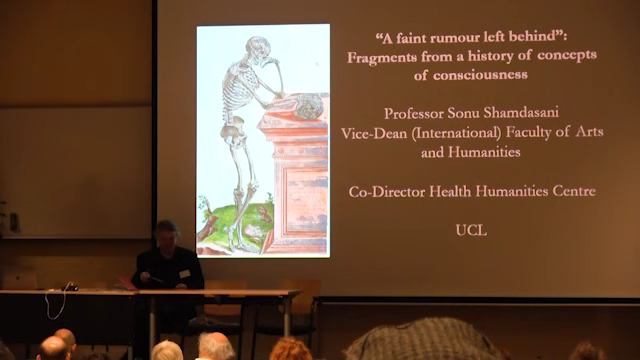 “A faint rumour left behind”:
Fragments from a history of concepts
of consciousness
Professor Sonu Shamdasani
Vice-Dean (International) Faculty of Arts
and Humanities
Co-Director Health Humanities Centre
UCL